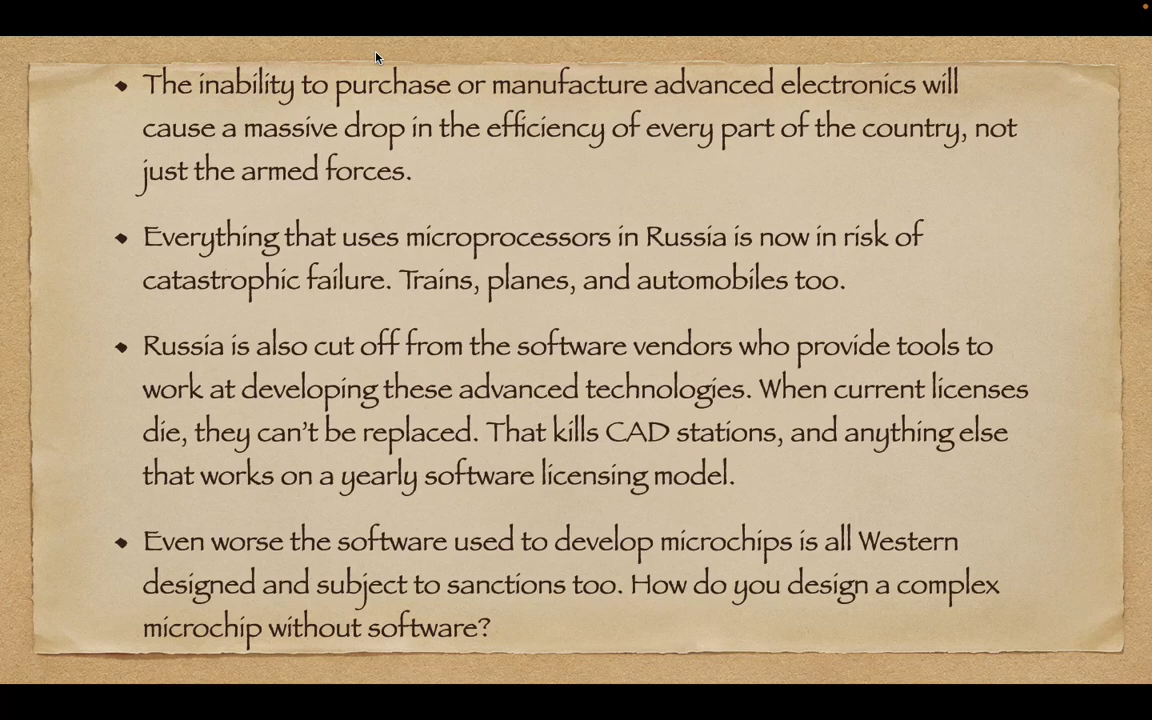 • The inability to purchase or manufacture advanced electronics will
cause a massive drop in the efficiency of every part of the country, not
just the armed forces.
• Everything that uses microprocessors in Russia is now in risk of
catastrophic failure. Trains, planes, and automobiles too.
• Russia is also cut off from the software vendors who provide tools to
work at developing these advanced technologies. When current licenses
die, they can’t be replaced. That kills CAD stations, and anything else
that works on a yearly software licensing model.
• Even worse the software used to develop microchips is all Western
designed and subject to sanctions too. How do you design a complex
microchip without software?